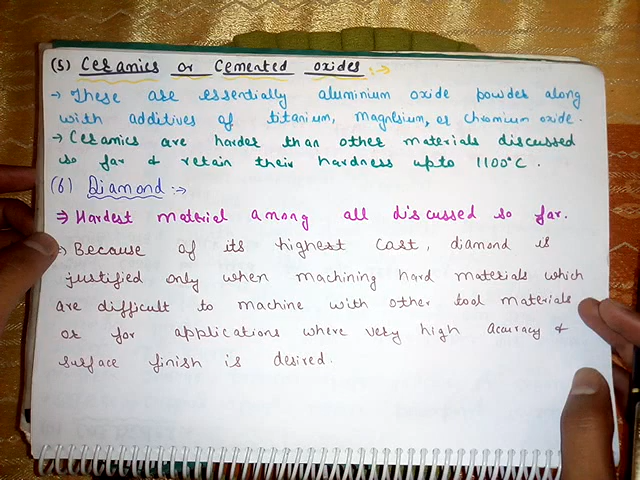 (5) Ceramics or Cemented oxides :→
→ These are essentially aluminium oxide powder along
with additives of titanium, magnesium, or chromium oxide.
→ Ceramics are harder than other materials discussed
so far & retain their hardness upto 1100°C.
(6) Diamond :→
⇒ Hardest material among all discussed so far.
→ Because of its highest cast, diamond is
justified only when machining hard materials which
are difficult to machine with other tool materials
or for applications where very high accuracy &
surface finish is desired.